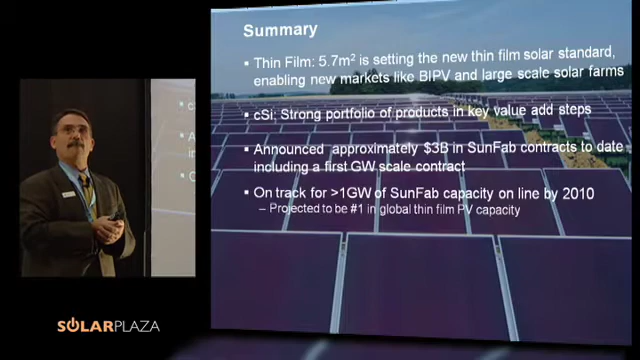 Summary
▪ Thin Film: 5.7m² is setting the new thin film solar standard,
enabling new markets like BIPV and large scale solar farms
▪ cSi; Strong portfolio of products in key value add steps
▪ Announced approximately $3B in SunFab contracts to date
including a first GW scale contract
▪ On track for >1GW of SunFab capacity on line by 2010
– Projected to be #1 in global thin film PV capacity
SOLARPLAZA